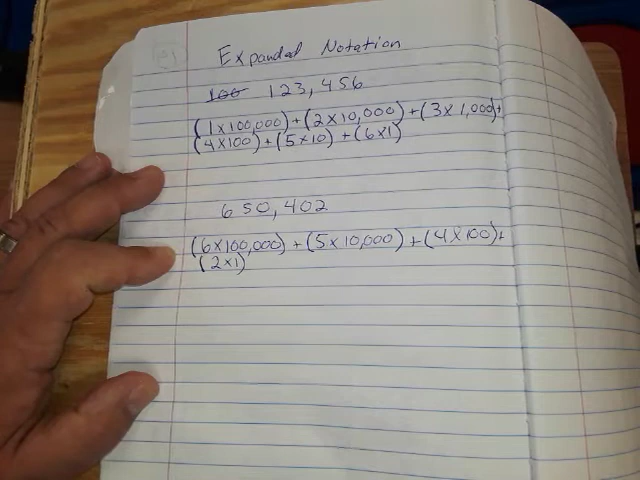 Expanded Notation
100 123,456
(1x100,000)+(2x10,000)+(3x1,000)+
(4x100)+(5x10)+(6x1)
650,402
(6x100,000)+(5x10,000)+(4x100)+
(2x1)